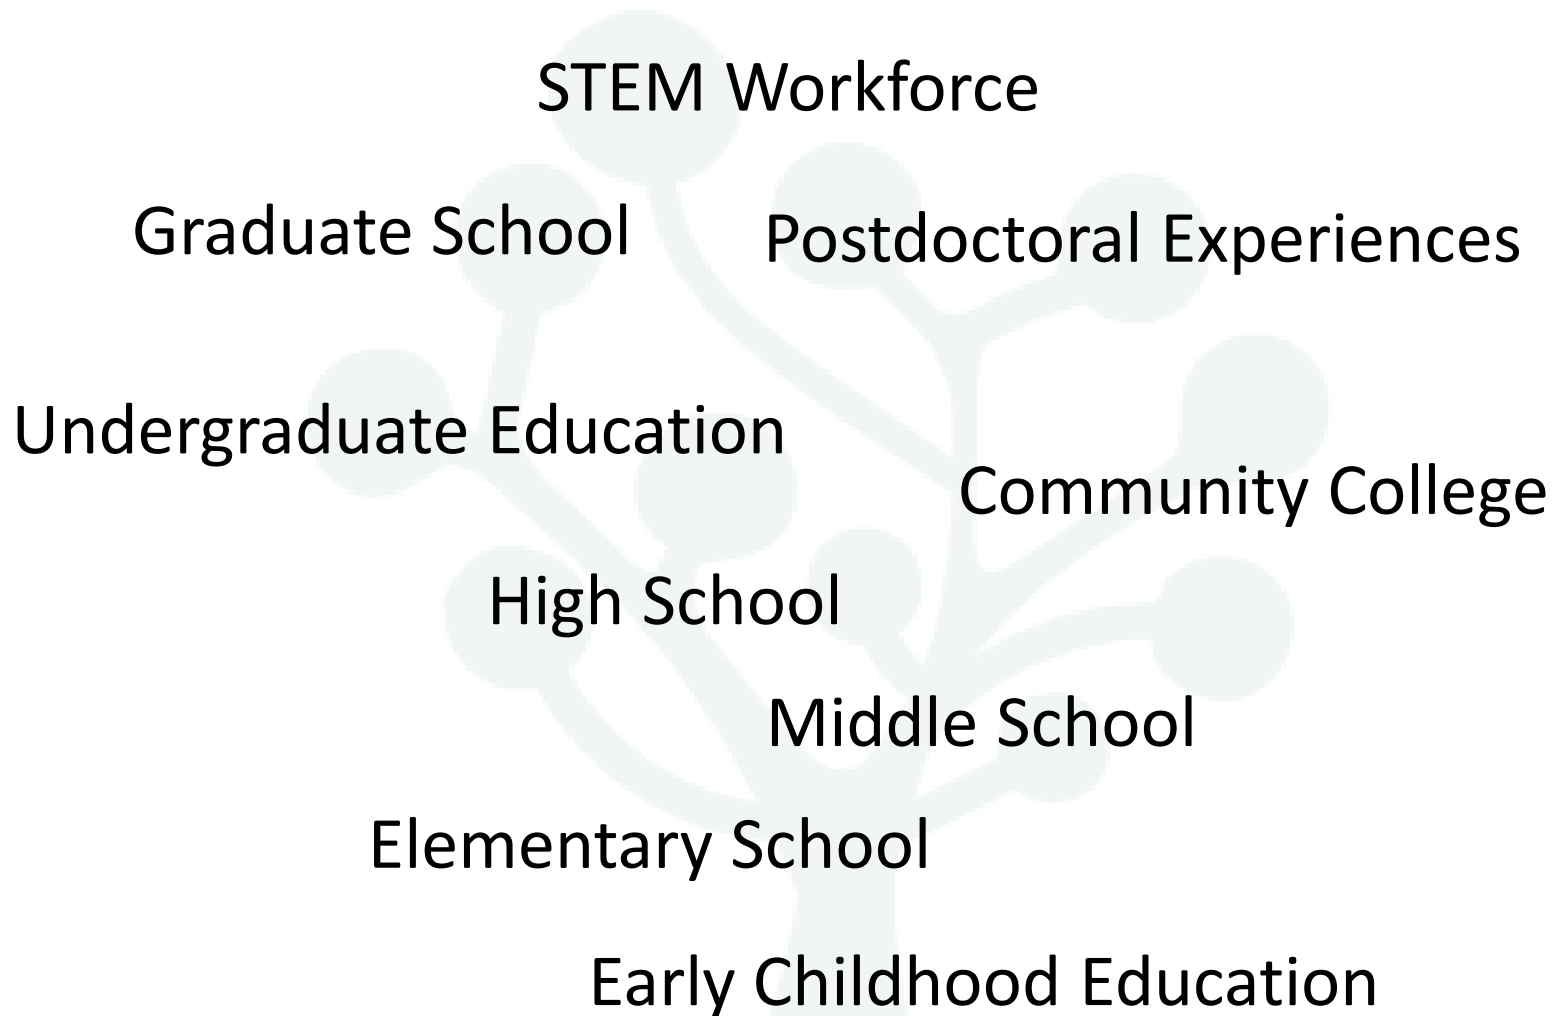 STEM Workforce
Graduate School
Postdoctoral Experiences
Undergraduate Education
Community College
High School
Middle School
Elementary School
Early Childhood Education